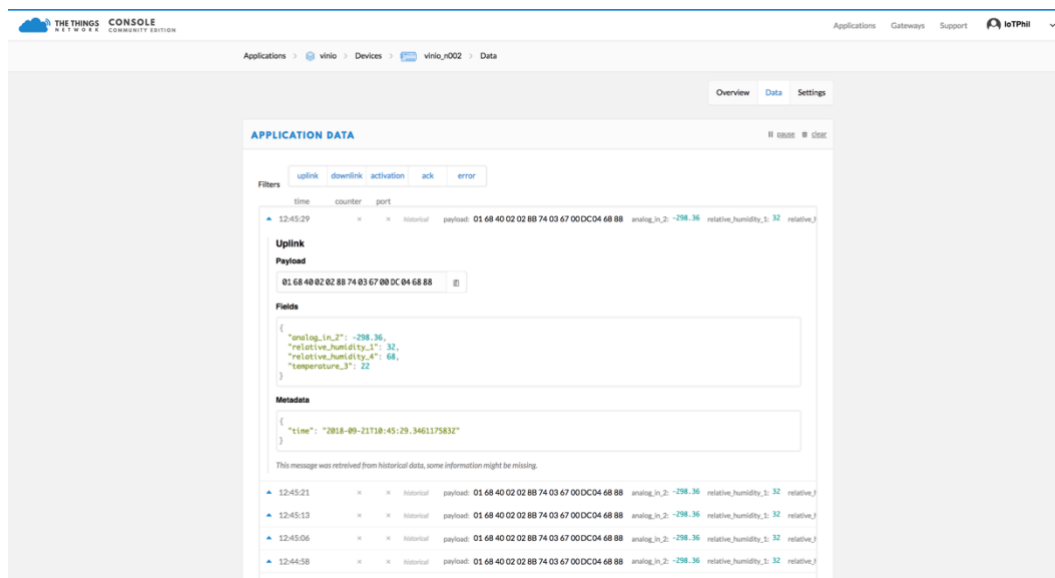 THE THINGS NETWORK CONSOLE COMMUNITY EDITION Applications Gateways Support IoTPhil
Applications > vinio > Devices > vinio_n002 > Data
Overview Data Settings
APPLICATION DATA pause clear
Filters uplink downlink activation ack error
time counter port
12:45:29 historical payload: 01 68 40 02 02 8B 74 03 67 00 DC 04 68 88 analog_in_2: -298.36 relative_humidity_1: 32
Uplink
Payload
01 68 40 02 02 8B 74 03 67 00 DC 04 68 88
Fields
{
"analog_in_2": -298.36,
"relative_humidity_1": 32,
"relative_humidity_4": 68,
"temperature_3": 22
}
Metadata
{
"time": "2018-09-21T10:45:29.346117583Z"
}
This message was retreived from historical data, some information might be missing.
12:45:21 historical payload: 01 68 40 02 02 8B 74 03 67 00 DC 04 68 88 analog_in_2: -298.36 relative_humidity_1: 32
12:45:13 historical payload: 01 68 40 02 02 8B 74 03 67 00 DC 04 68 88 analog_in_2: -298.36 relative_humidity_1: 32
12:45:06 historical payload: 01 68 40 02 02 8B 74 03 67 00 DC 04 68 88 analog_in_2: -298.36 relative_humidity_1: 32
12:44:58 historical payload: 01 68 40 02 02 8B 74 03 67 00 DC 04 68 88 analog_in_2: -298.36 relative_humidity_1: 32